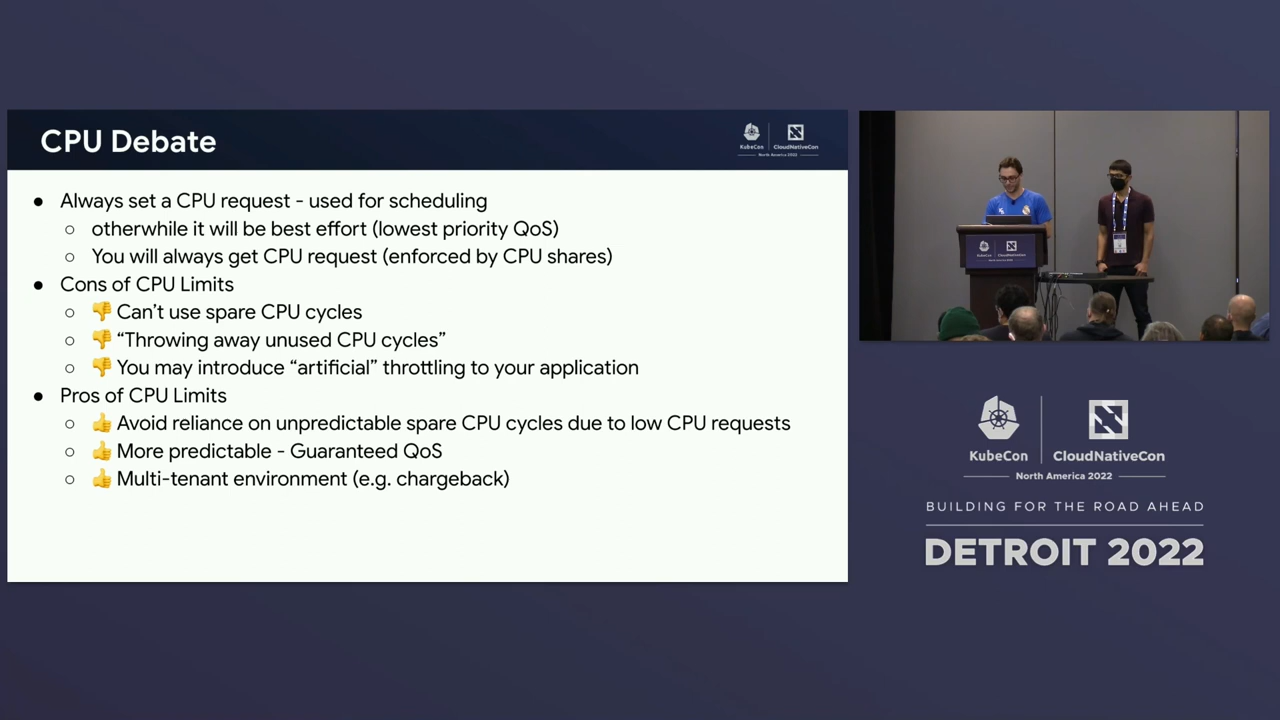 CPU Debate
KubeCon
CloudNativeCon
North America 2022
● Always set a CPU request - used for scheduling
○ otherwhile it will be best effort (lowest priority QoS)
○ You will always get CPU request (enforced by CPU shares)
● Cons of CPU Limits
○ 👎 Can’t use spare CPU cycles
○ 👎 “Throwing away unused CPU cycles”
○ 👎 You may introduce “artificial” throttling to your application
● Pros of CPU Limits
○ 👍 Avoid reliance on unpredictable spare CPU cycles due to low CPU requests
○ 👍 More predictable - Guaranteed QoS
○ 👍 Multi-tenant environment (e.g. chargeback)
KubeCon
CloudNativeCon
North America 2022
BUILDING FOR THE ROAD AHEAD
DETROIT 2022